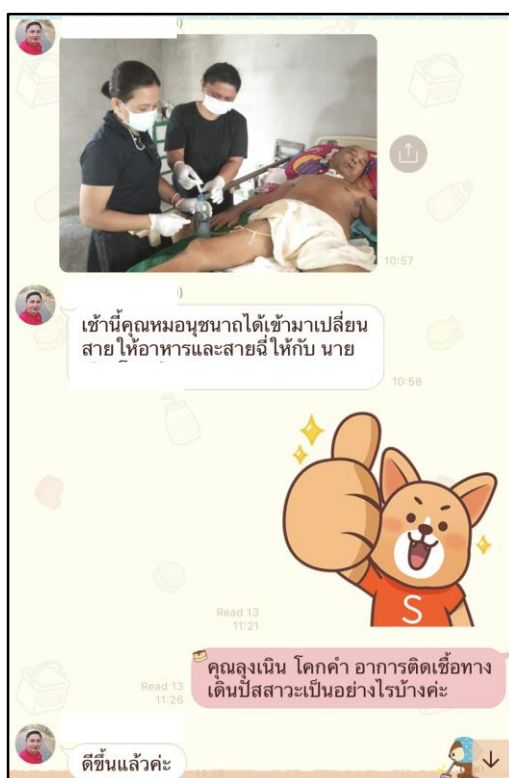 )
10:57
)
เช้านี้คุณหมอนุชนาถได้เข้ามาเปลี่ยน
สายให้อาหารและสายฉี่ให้กับ นาย
10:58
S
Read 13
11:21
คุณลุงเนิน โคกคำ อาการติดเชื้อทาง
เดินปัสสาวะเป็นอย่างไรบ้างค่ะ
Read 13
11:26
ดีขึ้นแล้วค่ะ